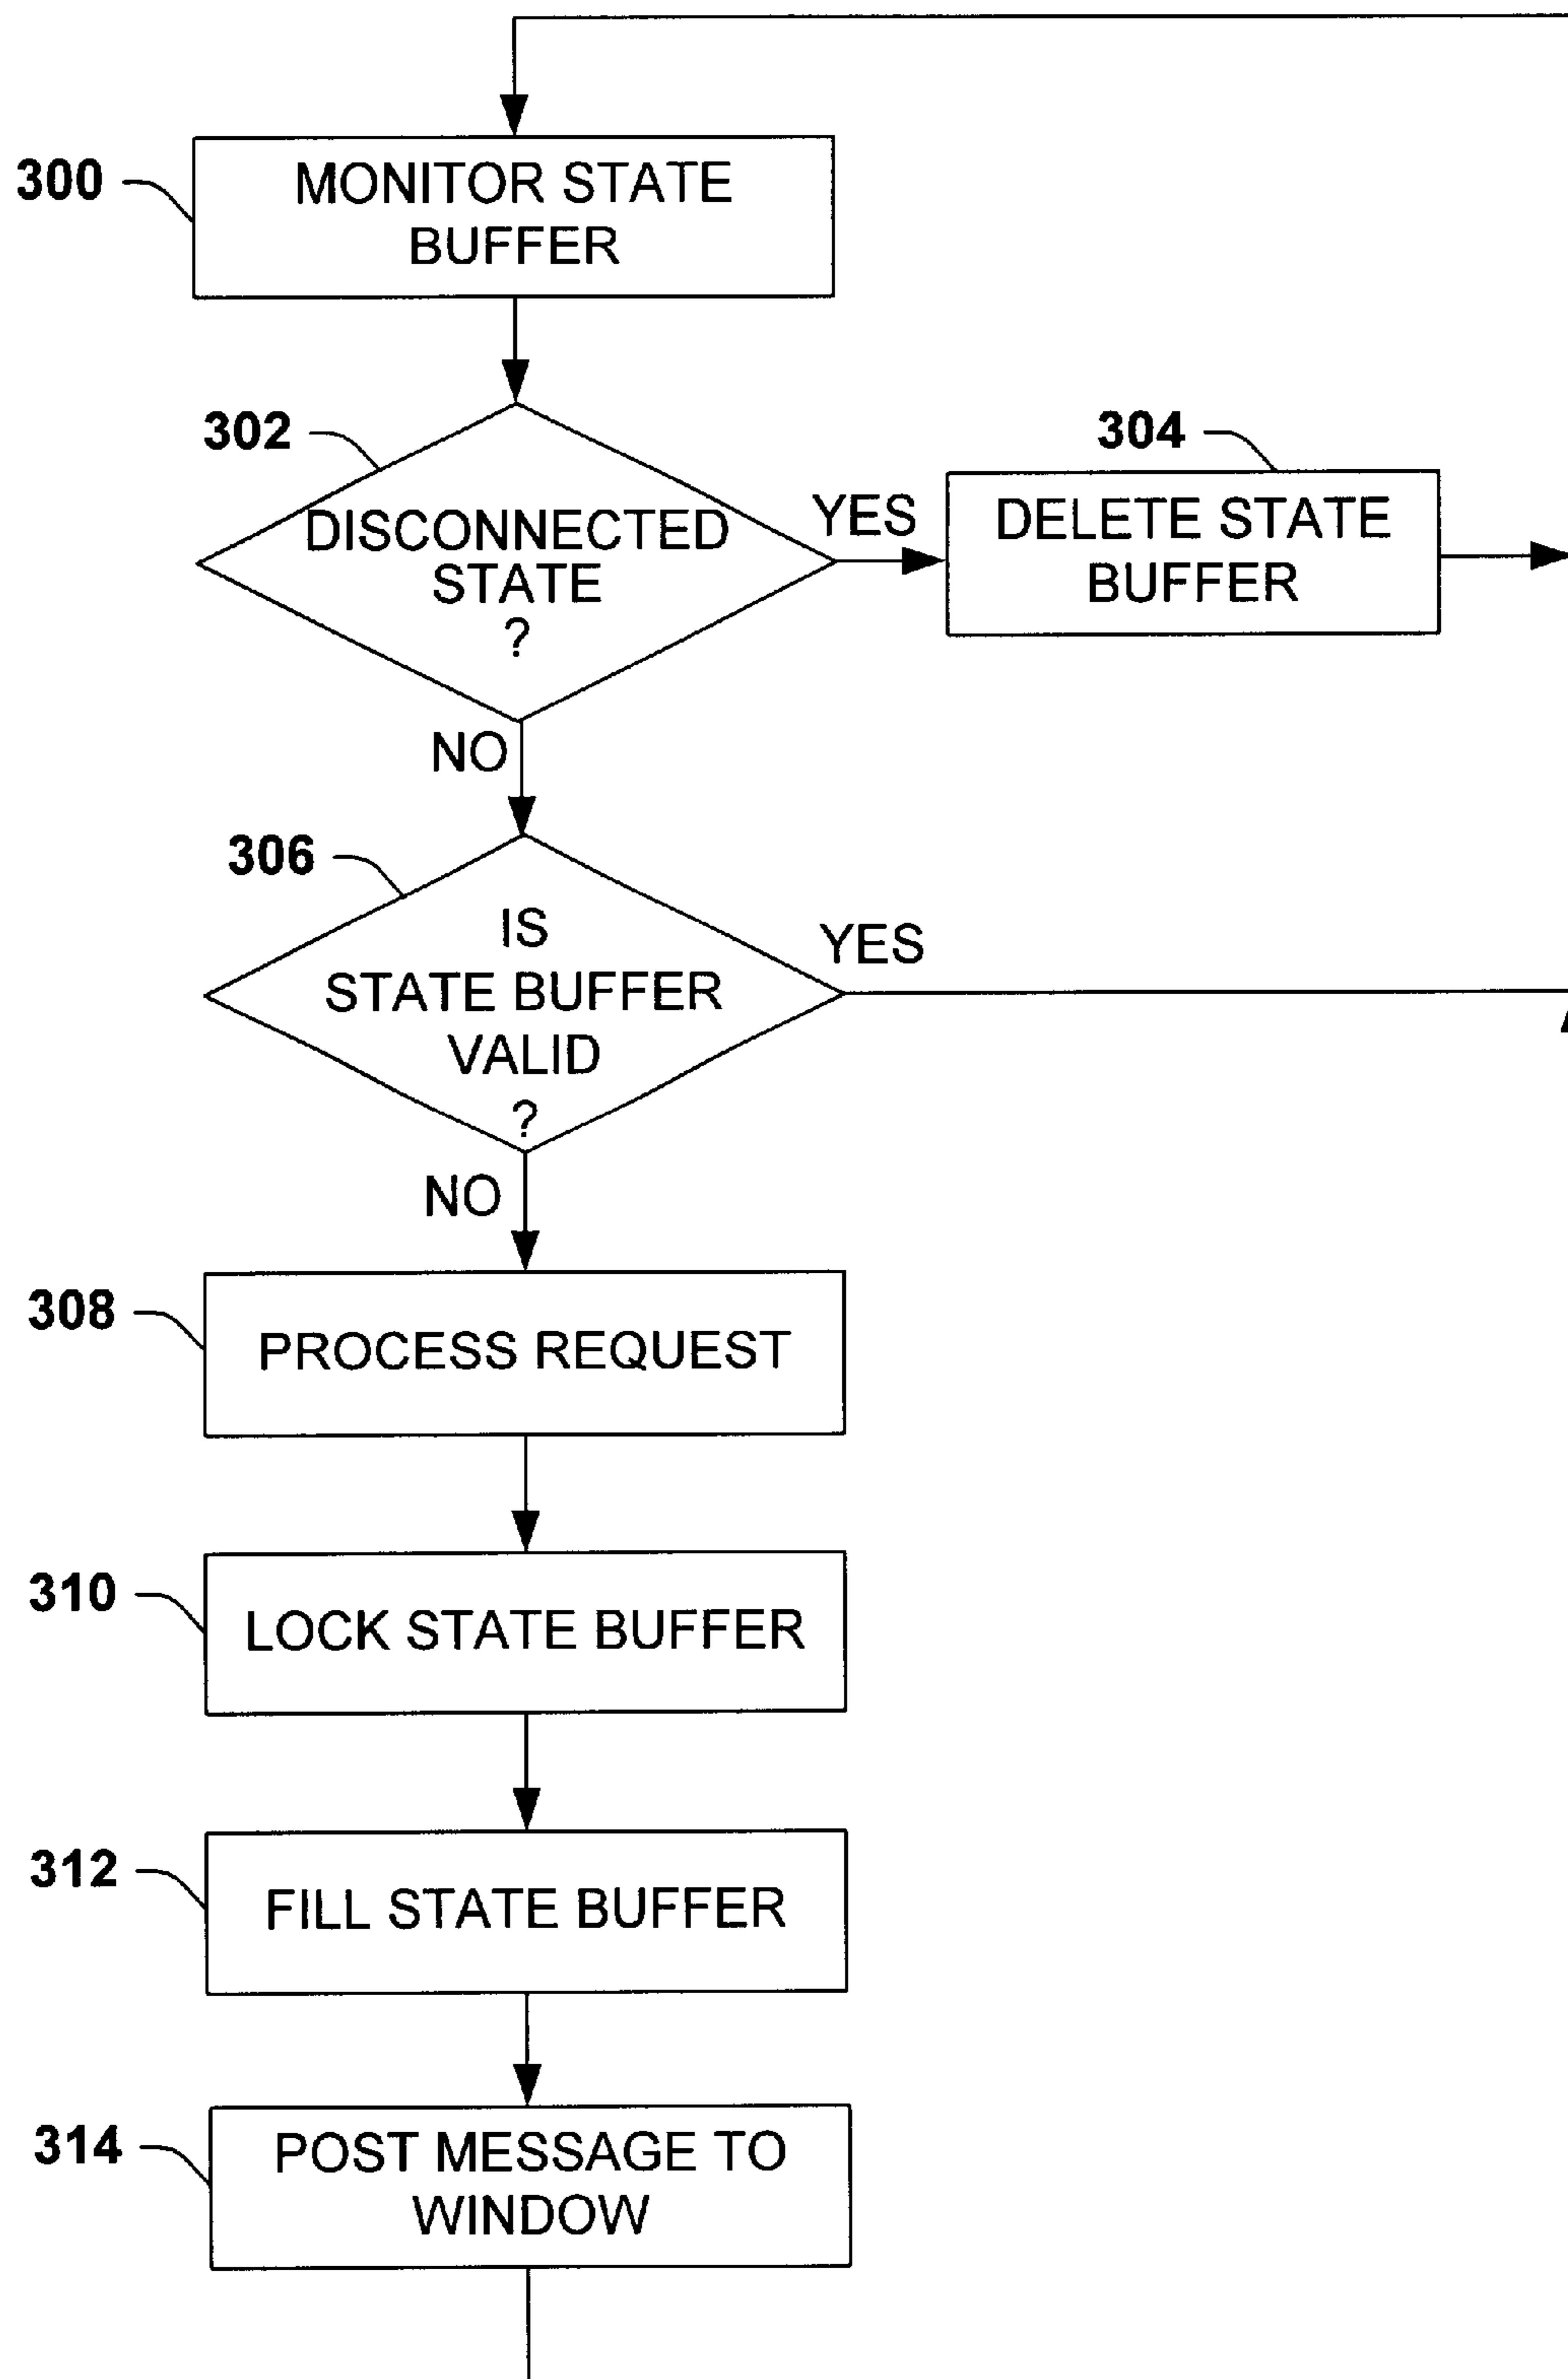 300
MONITOR STATE
BUFFER
302
DISCONNECTED
STATE
?
YES
304
DELETE STATE
BUFFER
NO
306
IS
STATE BUFFER
VALID
?
YES
NO
308
PROCESS REQUEST
310
LOCK STATE BUFFER
312
FILL STATE BUFFER
314
POST MESSAGE TO
WINDOW